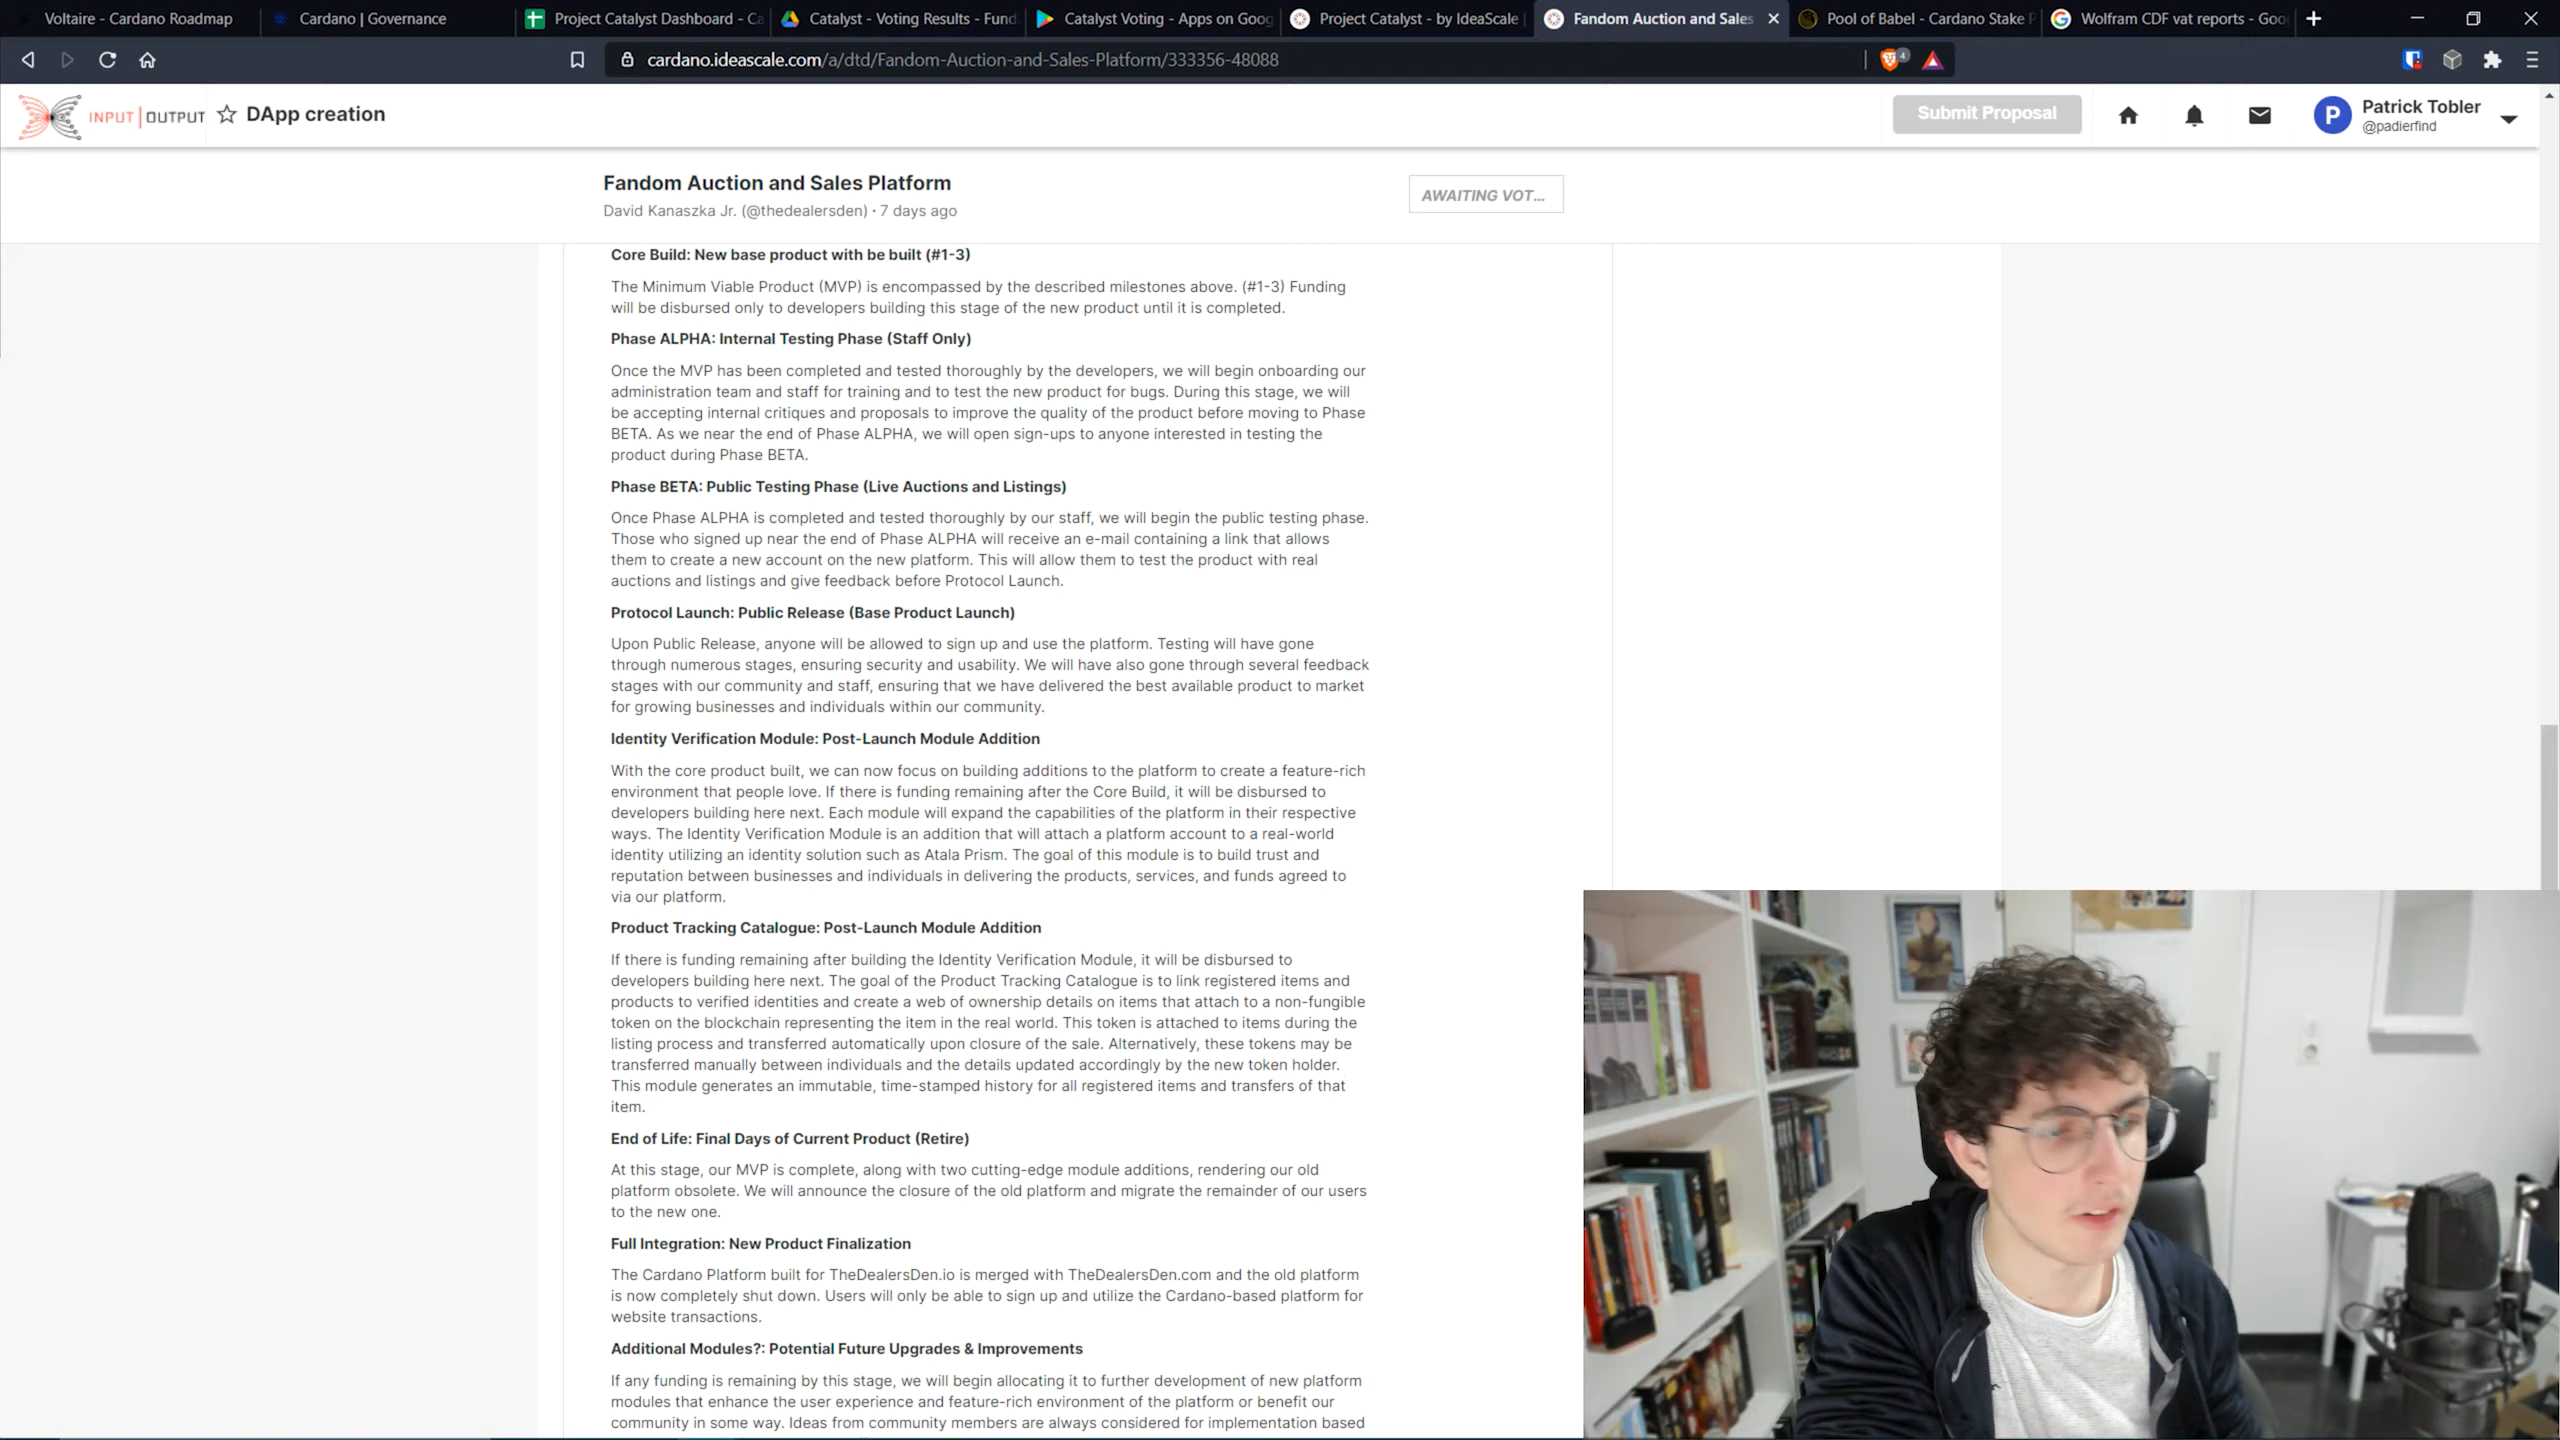 Voltaire - Cardano Roadmap
Cardano | Governance
Project Catalyst Dashboard - Ca
Catalyst - Voting Results - Fund
Catalyst Voting - Apps on Goog
Project Catalyst - by IdeaScale
Fandom Auction and Sales
Pool of Babel - Cardano Stake P
Wolfram CDF vat reports - Goo
cardano.ideascale.com/a/dtd/Fandom-Auction-and-Sales-Platform/333356-48088
4
INPUT | OUTPUT
DApp creation
Submit Proposal
P
Patrick Tobler
@padierfind
Fandom Auction and Sales Platform
David Kanaszka Jr. (@thedealersden) • 7 days ago
AWAITING VOT...
Core Build: New base product with be built (#1-3)
The Minimum Viable Product (MVP) is encompassed by the described milestones above. (#1-3) Funding
will be disbursed only to developers building this stage of the new product until it is completed.
Phase ALPHA: Internal Testing Phase (Staff Only)
Once the MVP has been completed and tested thoroughly by the developers, we will begin onboarding our
administration team and staff for training and to test the new product for bugs. During this stage, we will
be accepting internal critiques and proposals to improve the quality of the product before moving to Phase
BETA. As we near the end of Phase ALPHA, we will open sign-ups to anyone interested in testing the
product during Phase BETA.
Phase BETA: Public Testing Phase (Live Auctions and Listings)
Once Phase ALPHA is completed and tested thoroughly by our staff, we will begin the public testing phase.
Those who signed up near the end of Phase ALPHA will receive an e-mail containing a link that allows
them to create a new account on the new platform. This will allow them to test the product with real
auctions and listings and give feedback before Protocol Launch.
Protocol Launch: Public Release (Base Product Launch)
Upon Public Release, anyone will be allowed to sign up and use the platform. Testing will have gone
through numerous stages, ensuring security and usability. We will have also gone through several feedback
stages with our community and staff, ensuring that we have delivered the best available product to market
for growing businesses and individuals within our community.
Identity Verification Module: Post-Launch Module Addition
With the core product built, we can now focus on building additions to the platform to create a feature-rich
environment that people love. If there is funding remaining after the Core Build, it will be disbursed to
developers building here next. Each module will expand the capabilities of the platform in their respective
ways. The Identity Verification Module is an addition that will attach a platform account to a real-world
identity utilizing an identity solution such as Atala Prism. The goal of this module is to build trust and
reputation between businesses and individuals in delivering the products, services, and funds agreed to
via our platform.
Product Tracking Catalogue: Post-Launch Module Addition
If there is funding remaining after building the Identity Verification Module, it will be disbursed to
developers building here next. The goal of the Product Tracking Catalogue is to link registered items and
products to verified identities and create a web of ownership details on items that attach to a non-fungible
token on the blockchain representing the item in the real world. This token is attached to items during the
listing process and transferred automatically upon closure of the sale. Alternatively, these tokens may be
transferred manually between individuals and the details updated accordingly by the new token holder.
This module generates an immutable, time-stamped history for all registered items and transfers of that
item.
End of Life: Final Days of Current Product (Retire)
At this stage, our MVP is complete, along with two cutting-edge module additions, rendering our old
platform obsolete. We will announce the closure of the old platform and migrate the remainder of our users
to the new one.
Full Integration: New Product Finalization
The Cardano Platform built for TheDealersDen.io is merged with TheDealersDen.com and the old platform
is now completely shut down. Users will only be able to sign up and utilize the Cardano-based platform for
website transactions.
Additional Modules?: Potential Future Upgrades & Improvements
If any funding is remaining by this stage, we will begin allocating it to further development of new platform
modules that enhance the user experience and feature-rich environment of the platform or benefit our
community in some way. Ideas from community members are always considered for implementation based